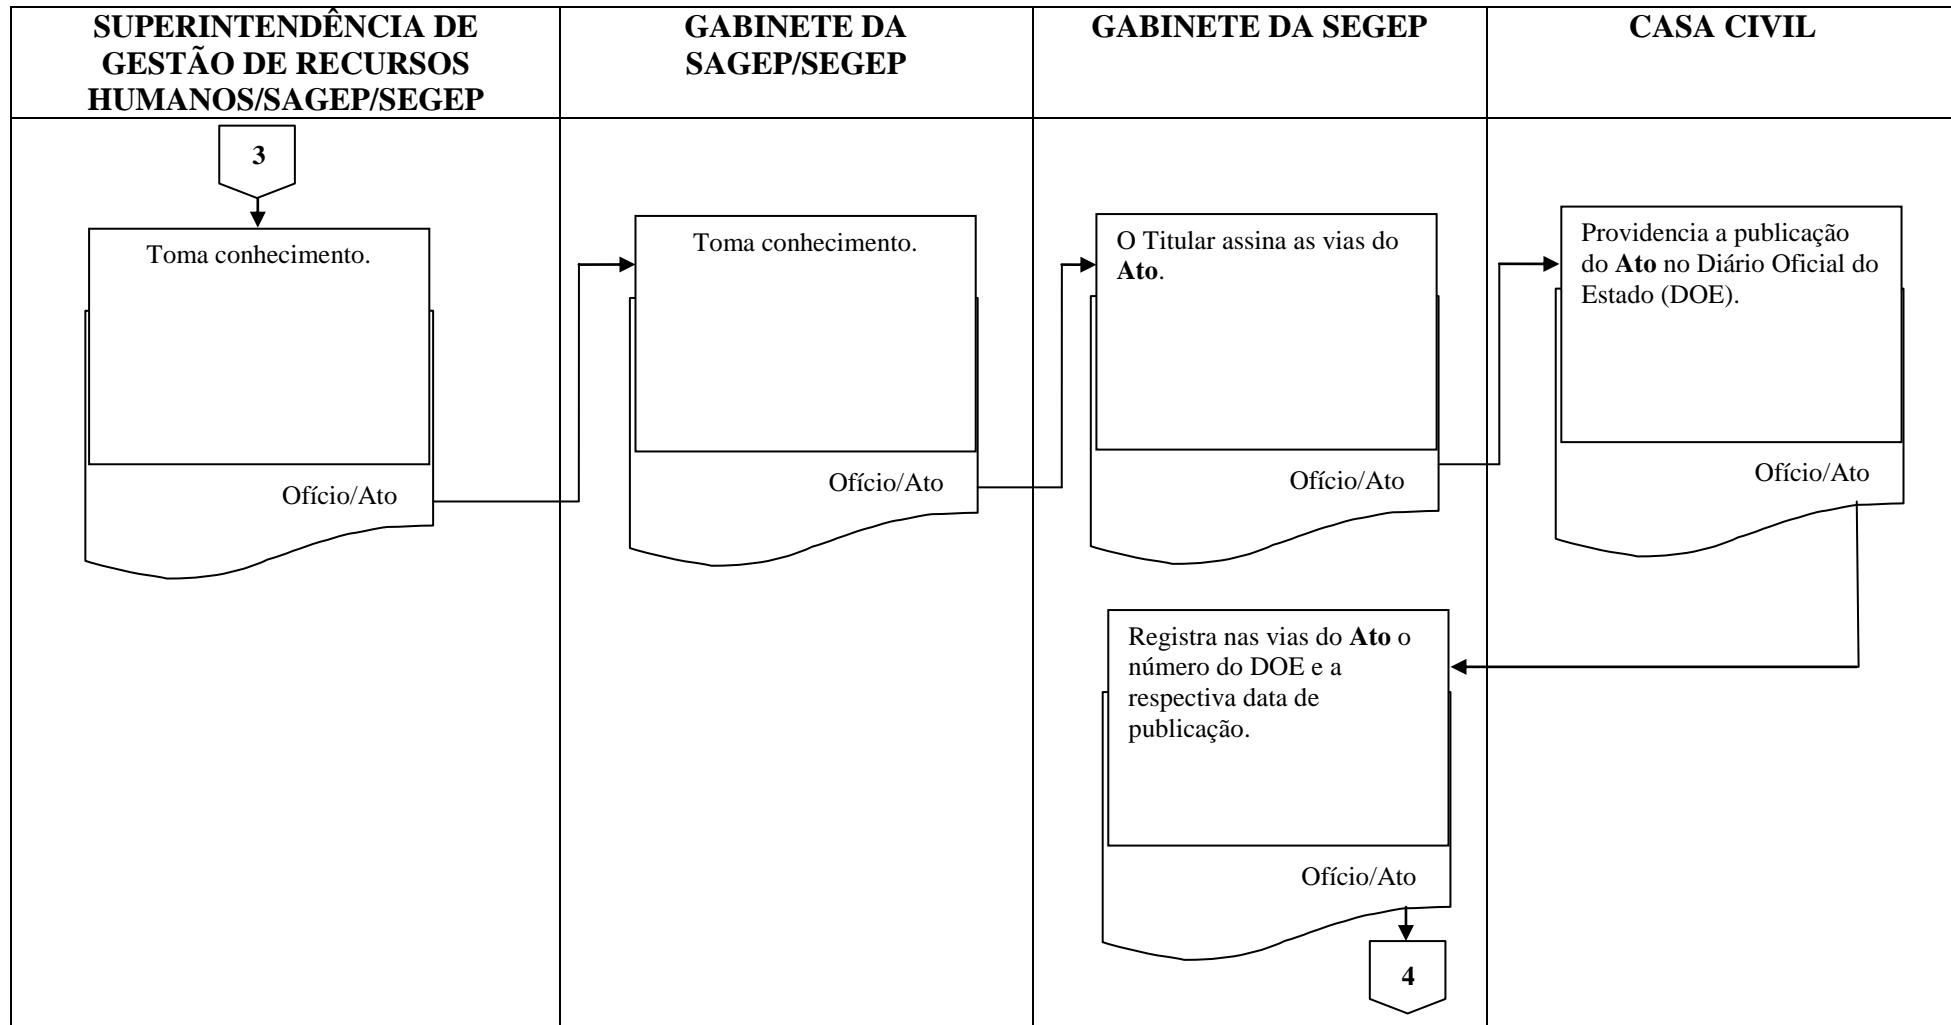 SUPERINTENDÊNCIA DE
GESTÃO DE RECURSOS
HUMANOS/SAGEP/SEGEP
GABINETE DA
SAGEP/SEGEP
GABINETE DA SEGEP
CASA CIVIL
3
Toma conhecimento.
Ofício/Ato
Toma conhecimento.
Ofício/Ato
O Titular assina as vias do
Ato.
Ofício/Ato
Providencia a publicação
do Ato no Diário Oficial do
Estado (DOE).
Ofício/Ato
Registra nas vias do Ato o
número do DOE e a
respectiva data de
publicação.
Ofício/Ato
4